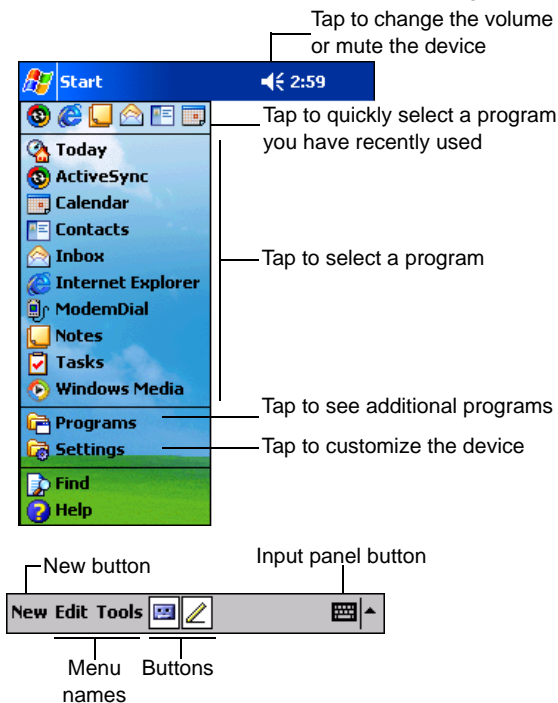 Tap to change the volume
or mute the device
Start 2:59
Tap to quickly select a program
you have recently used
Today
ActiveSync
Calendar
Contacts
Inbox
Tap to select a program
Internet Explorer
ModemDial
Notes
Tasks
Windows Media
Tap to see additional programs
Programs
Settings
Tap to customize the device
Find
Help
New button
Input panel button
New Edit Tools
Menu
names
Buttons